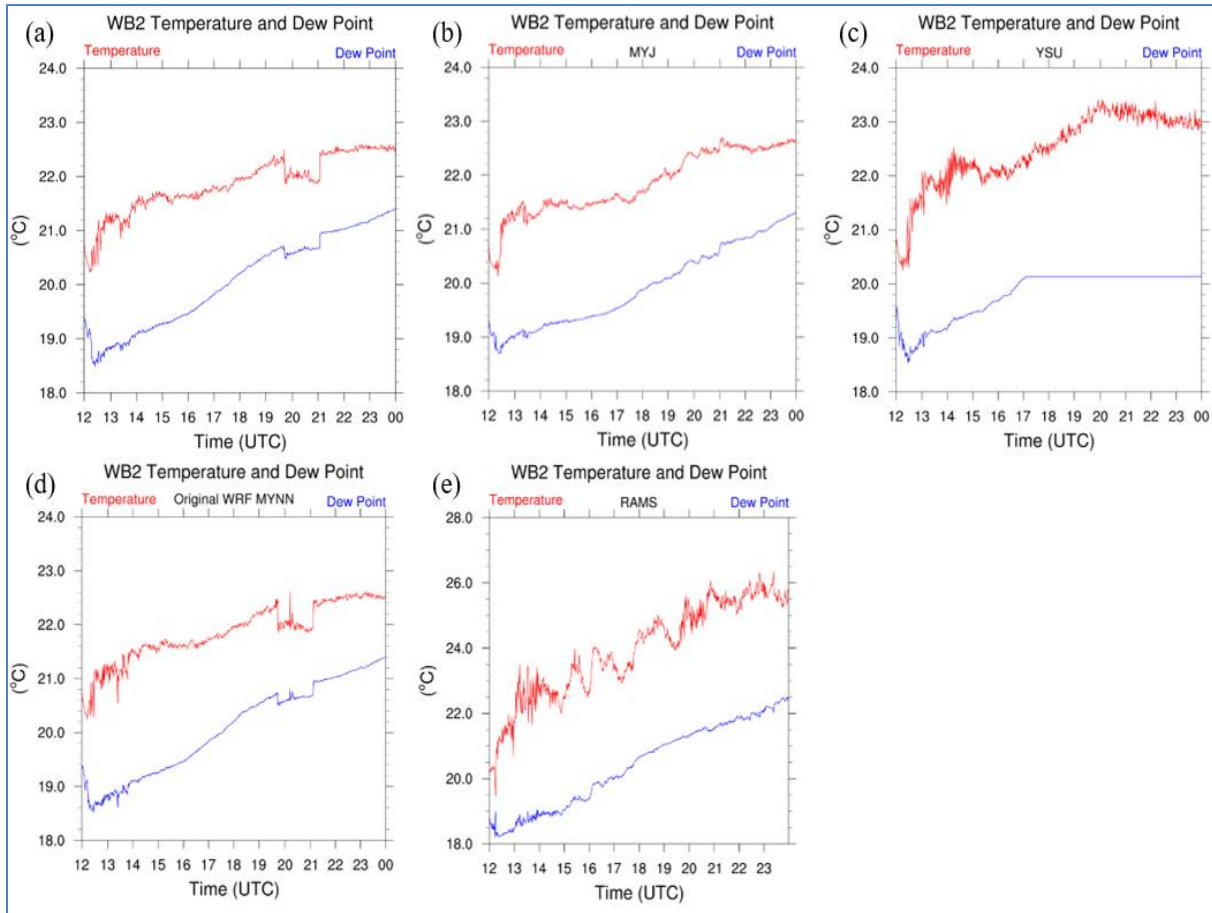 (a) WB2 Temperature and Dew Point
Temperature Dew Point
24.0
23.0
22.0
21.0
20.0
19.0
18.0
(°C)
12 13 14 15 16 17 18 19 20 21 22 23 00
Time (UTC)
(b) WB2 Temperature and Dew Point
Temperature MYJ Dew Point
24.0
23.0
22.0
21.0
20.0
19.0
18.0
(°C)
12 13 14 15 16 17 18 19 20 21 22 23 00
Time (UTC)
(c) WB2 Temperature and Dew Point
Temperature YSU Dew Point
24.0
23.0
22.0
21.0
20.0
19.0
18.0
(°C)
12 13 14 15 16 17 18 19 20 21 22 23 00
Time (UTC)
(d) WB2 Temperature and Dew Point
Temperature Original WRF MYNN Dew Point
24.0
23.0
22.0
21.0
20.0
19.0
18.0
(°C)
12 13 14 15 16 17 18 19 20 21 22 23 00
Time (UTC)
(e) WB2 Temperature and Dew Point
Temperature RAMS Dew Point
28.0
26.0
24.0
22.0
20.0
18.0
(°C)
12 13 14 15 16 17 18 19 20 21 22 23
Time (UTC)